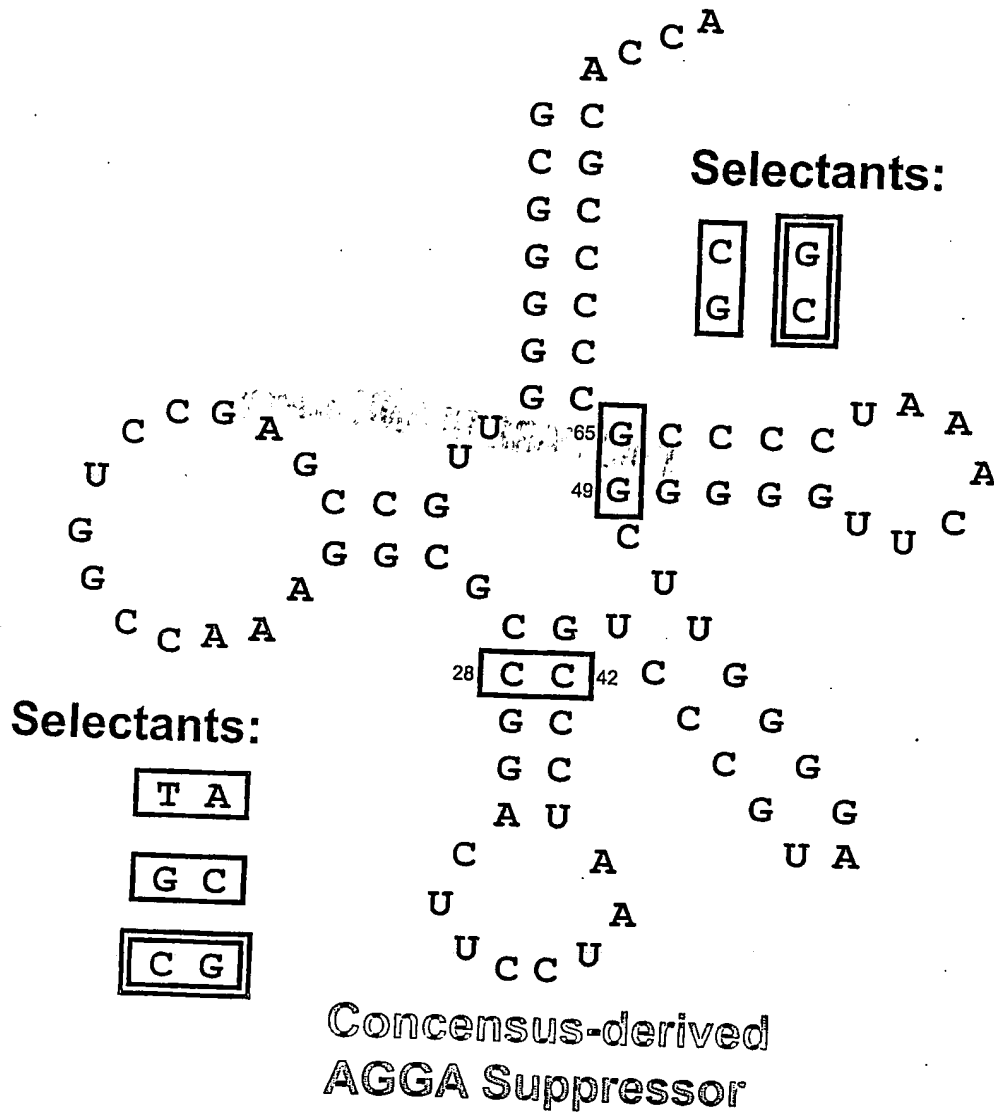 A C C A
G C
C G
G C
G C
G C
G C
G C
Selectants:
C G
G C
C C G A
U
G
G
C C A A A
G
U U
C C G
G G C
G
65 G C C C C U A A A
49 G G G G G U U C
C
U
C G U U
28 C C 42 C G
G C C G
G C C G
A U G G
U A
C A
U A
U C C U
Selectants:
T A
G C
C G
Concensus-derived
AGGA Suppressor